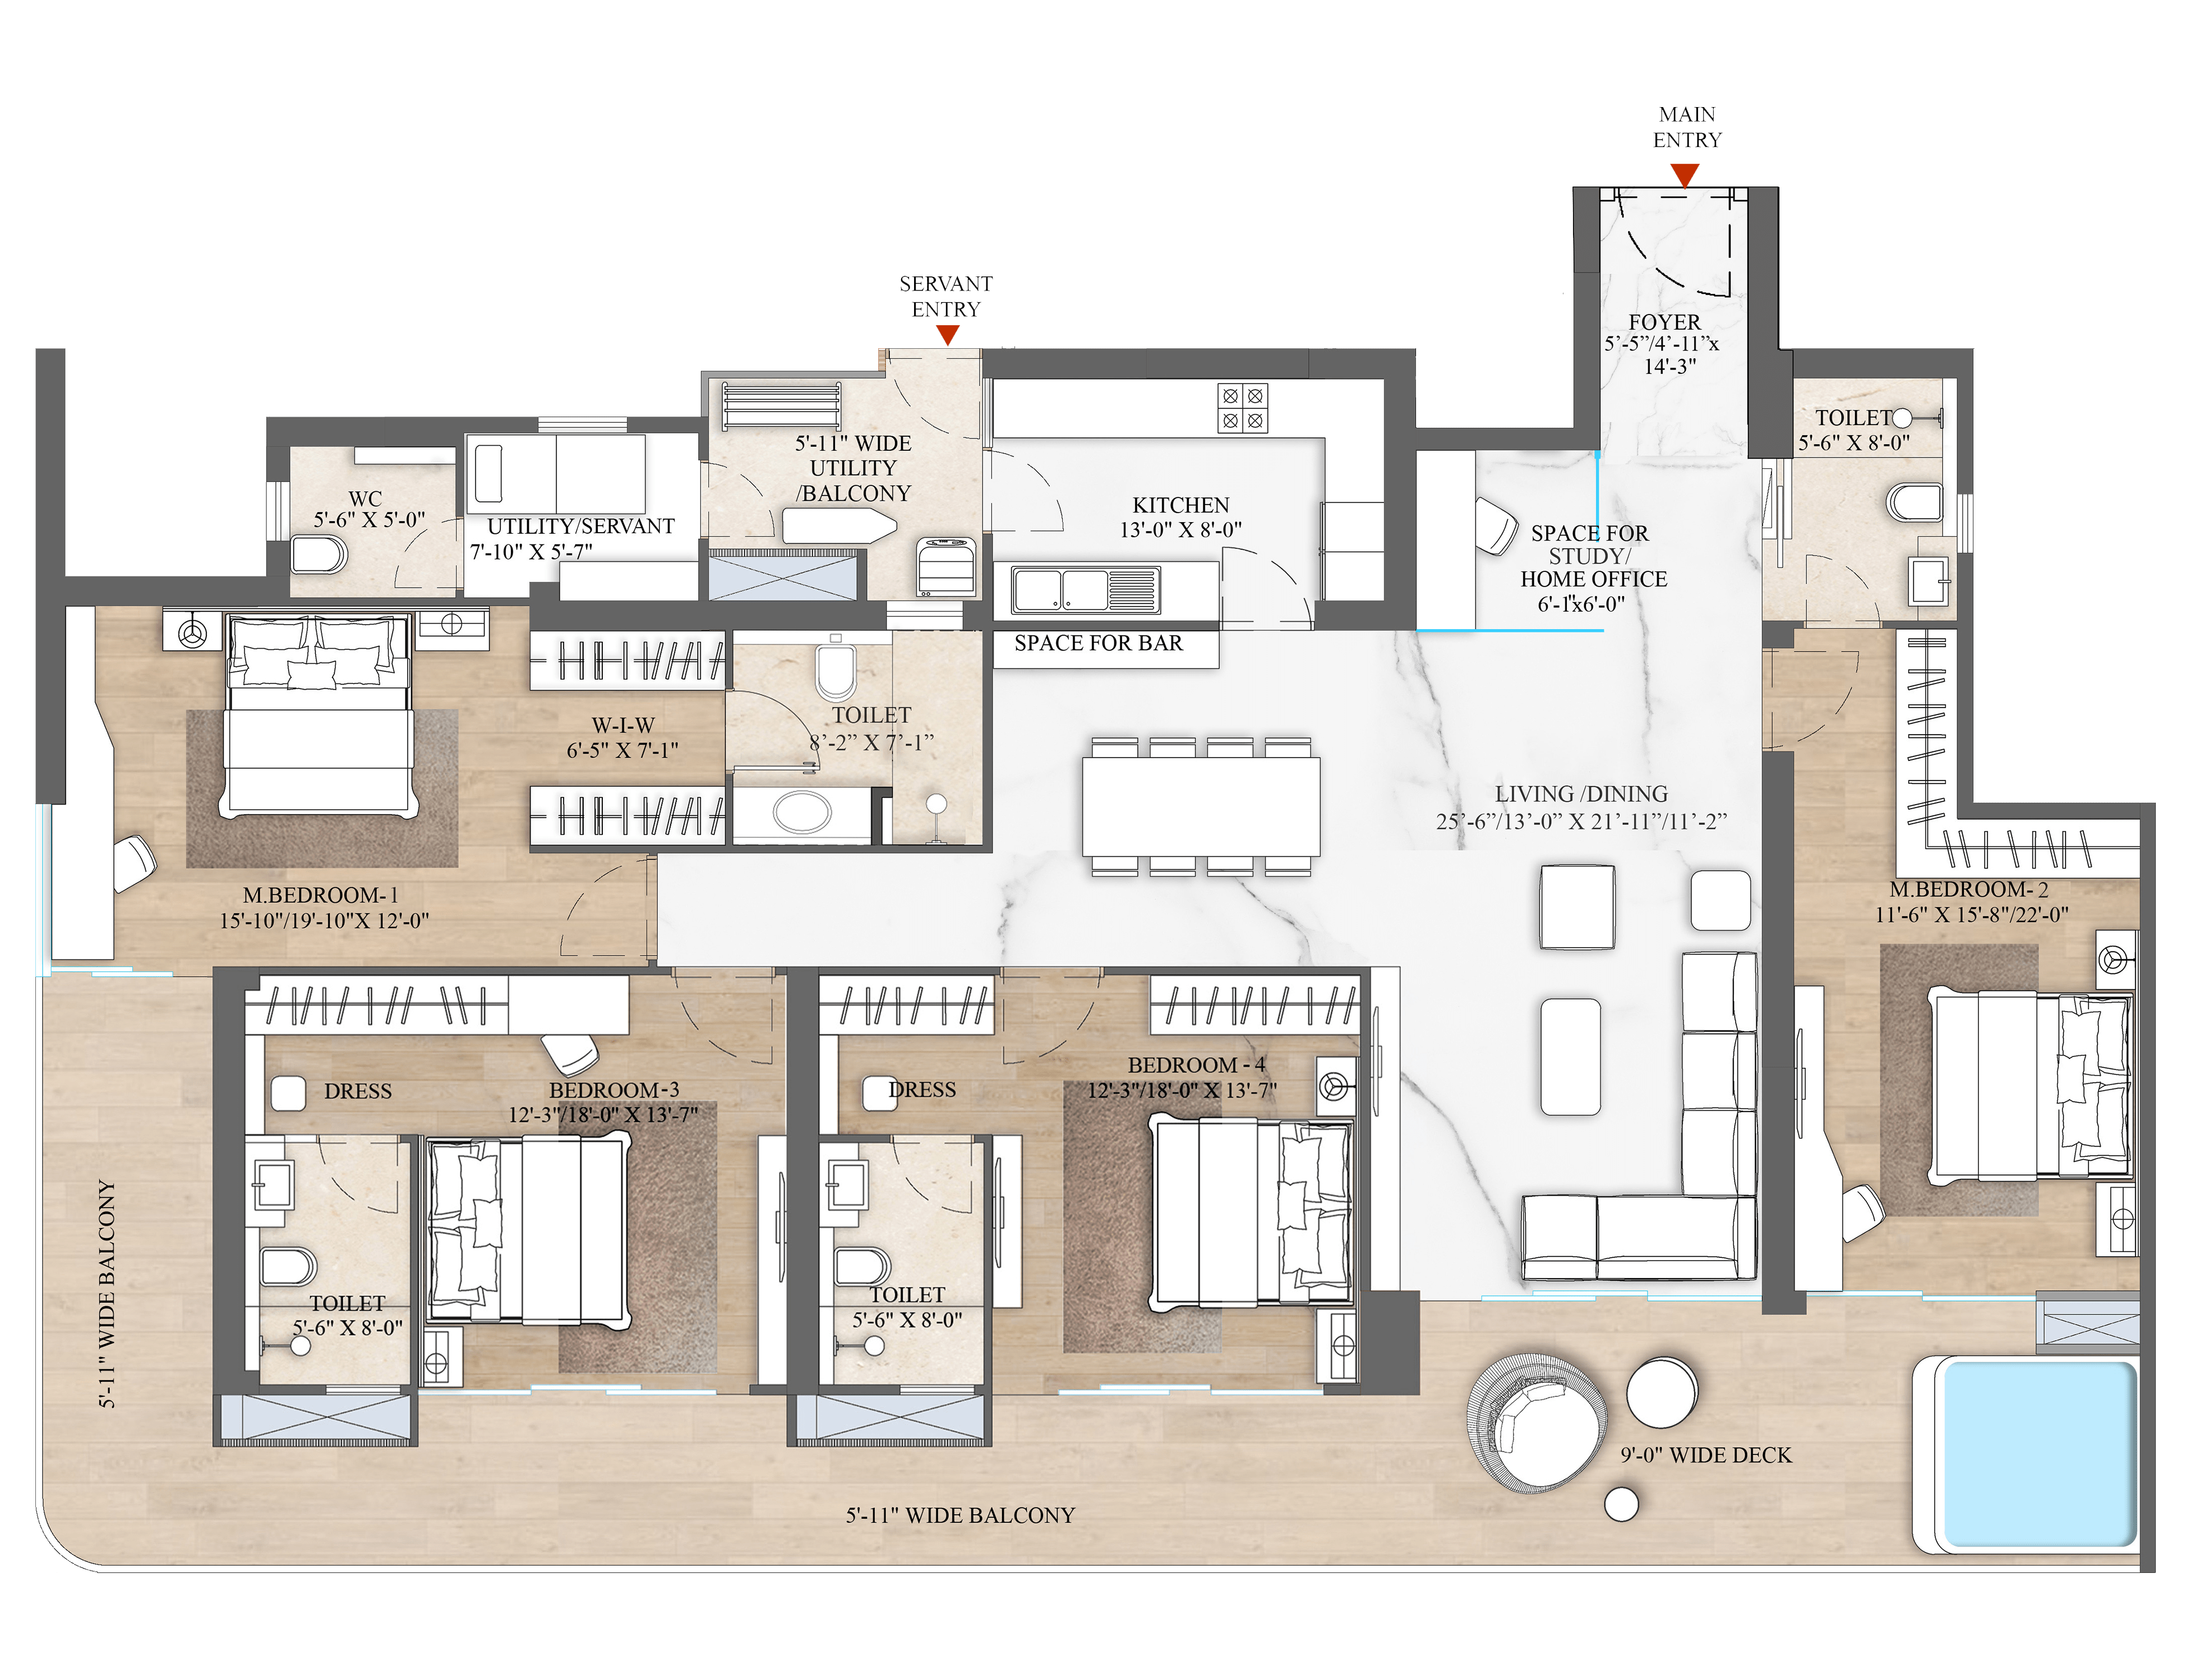 MAIN
ENTRY
SERVANT
ENTRY
FOYER
5’-5”/4’-11”x
14'-3"
TOILET
5'-6" X 8'-0"
5'-11" WIDE
UTILITY
/BALCONY
WC
5'-6" X 5'-0"
UTILITY/SERVANT
7'-10" X 5'-7"
KITCHEN
13'-0" X 8'-0"
SPACE FOR
STUDY/
HOME OFFICE
6'-1"x6'-0"
SPACE FOR BAR
W-I-W
6'-5" X 7'-1"
TOILET
8’-2” X 7’-1”
LIVING /DINING
25’-6”/13’-0” X 21’-11”/11’-2”
M.BEDROOM-1
15'-10"/19'-10"X 12'-0"
M.BEDROOM- 2
11'-6" X 15'-8"/22'-0"
DRESS
BEDROOM-3
12'-3"/18'-0" X 13'-7"
DRESS
BEDROOM - 4
12'-3"/18'-0" X 13'-7"
TOILET
5'-6" X 8'-0"
TOILET
5'-6" X 8'-0"
5'-11" WIDE BALCONY
9'-0" WIDE DECK
5'-11" WIDE BALCONY